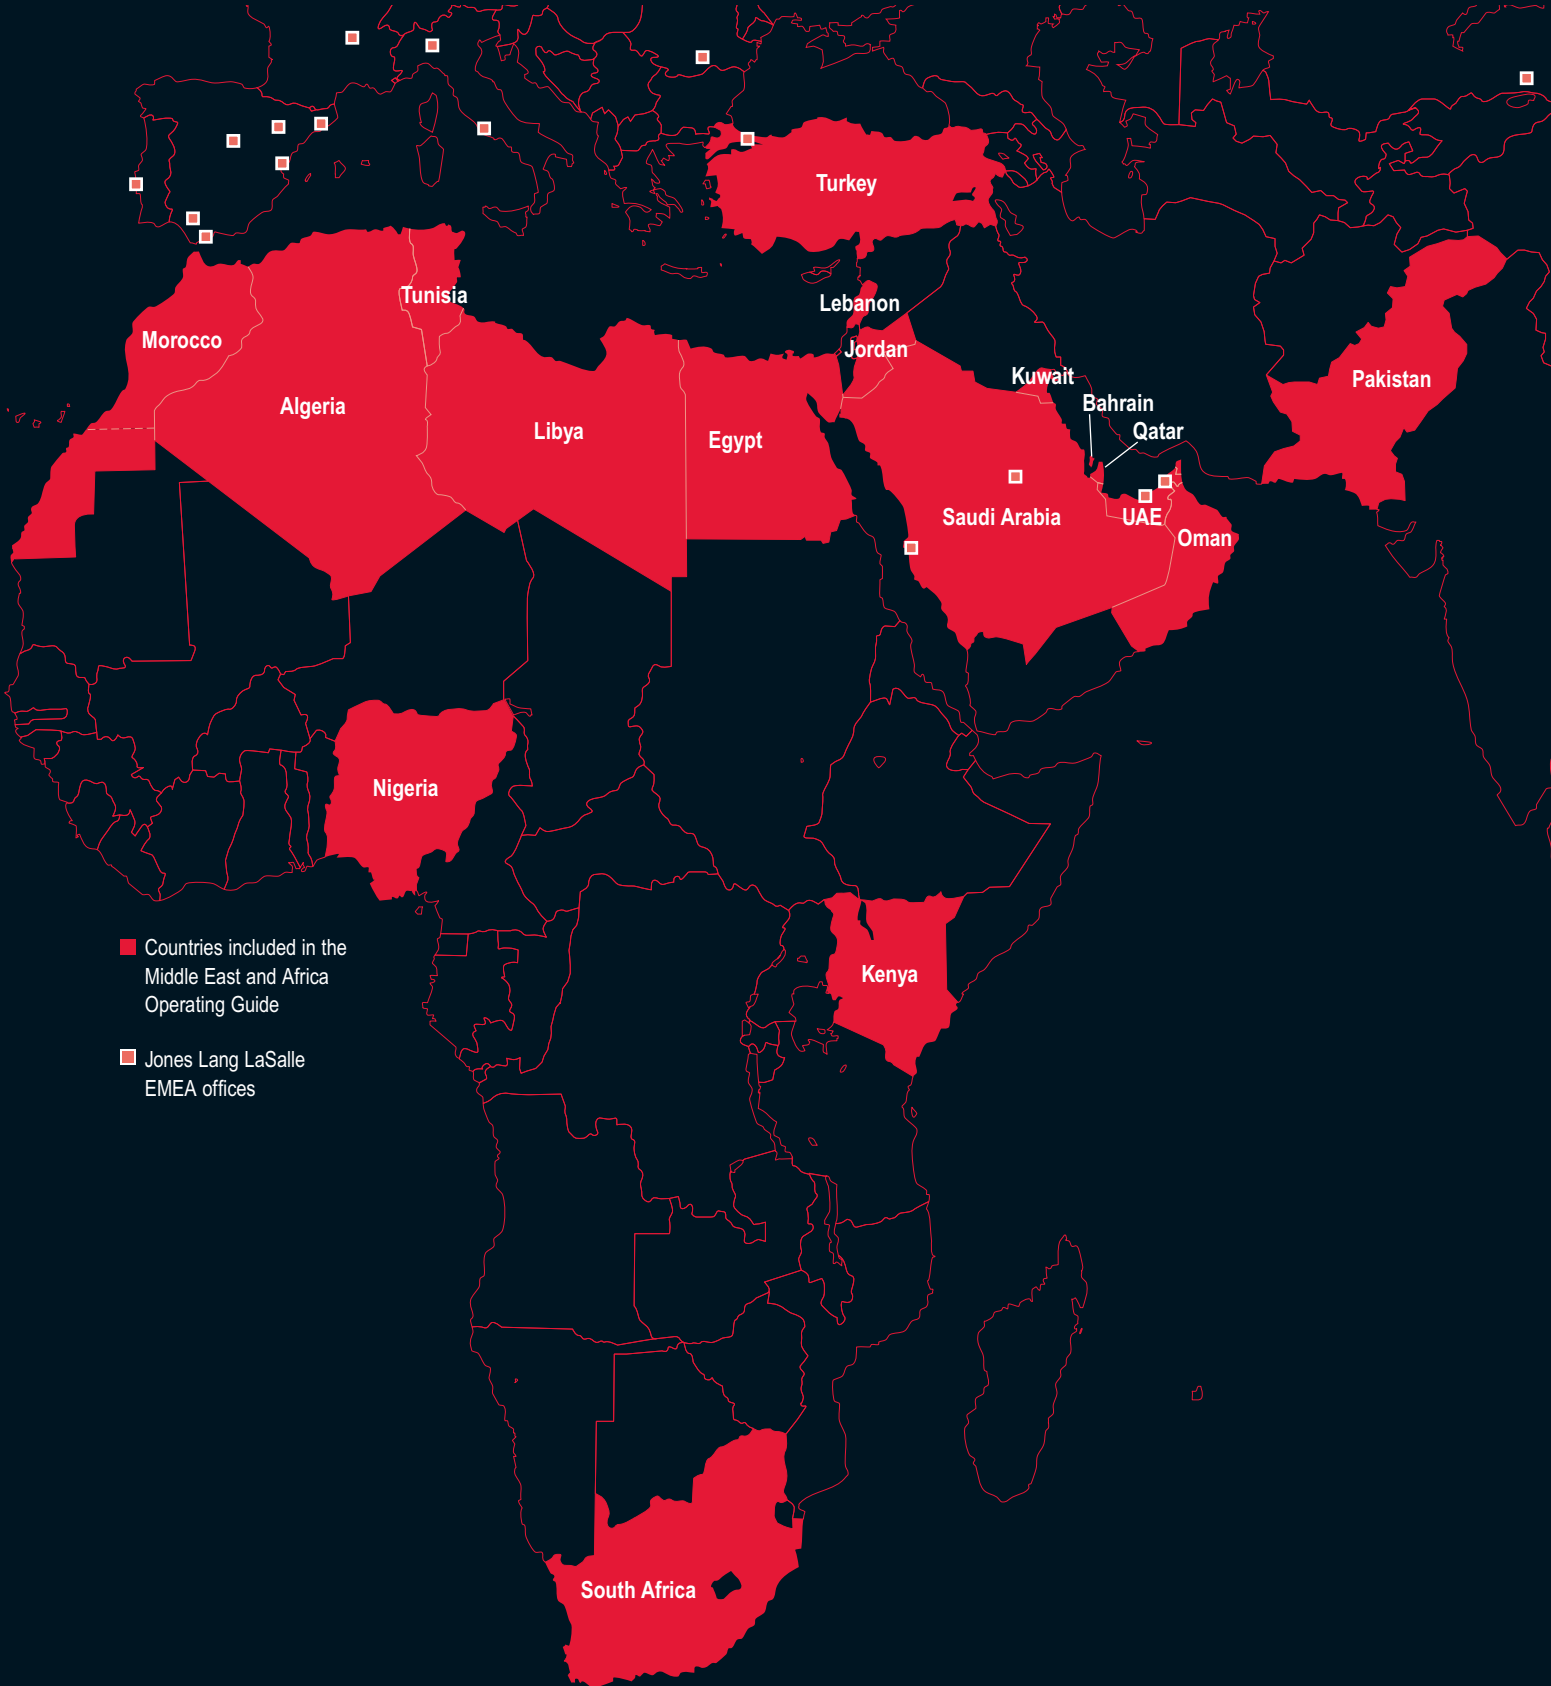 Turkey
Tunisia
Lebanon
Morocco
Jordan
Kuwait
Pakistan
Bahrain
Algeria
Qatar
Libya
Egypt
Saudi Arabia
UAE
Oman
Nigeria
Countries included in the
Middle East and Africa
Operating Guide
Kenya
Jones Lang LaSalle
EMEA offices
South Africa